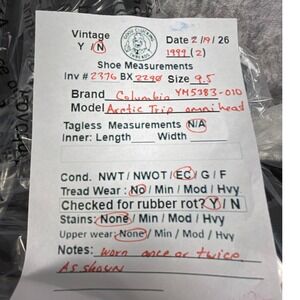 Vintage
Y / N
Date 2/9/26
1999 (2)
Shoe Measurements
Inv # 2376 BX 2290 Size 9.5
Brand Columbia YM5383-010
Model Arctic Trip omni heat
Tagless Measurements N/A
Inner: Length Width
Cond. NWT / NWOT / EC / G / F
Tread Wear : No / Min / Mod / Hvy
Checked for rubber rot? Y / N
Stains: None / Min / Mod / Hvy
Upper wear: None / Min / Mod / Hvy
Notes: worn once or twice
As shown